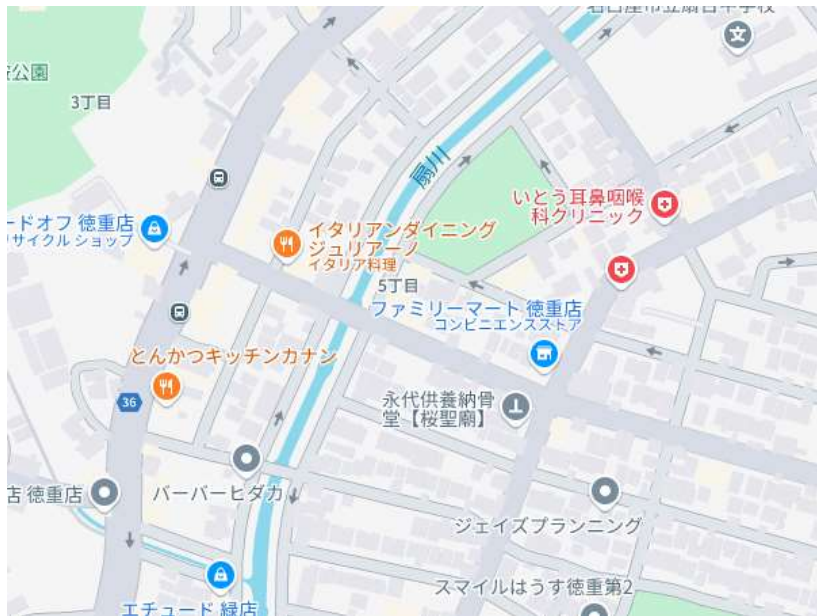 公園
3丁目
扇川
いとう耳鼻咽喉
科クリニック
ードオフ 徳重店
サイクル ショップ
イタリアンダイニング
ジュリアーノ
イタリア料理
5丁目
ファミリーマート 徳重店
コンビニエンスストア
とんかつキッチンカナン
36
永代供養納骨
堂【桜聖廟】
店 徳重店
バーバーヒダカ
ジェイズプランニング
スマイルはうす徳重第2
エチュード 緑店